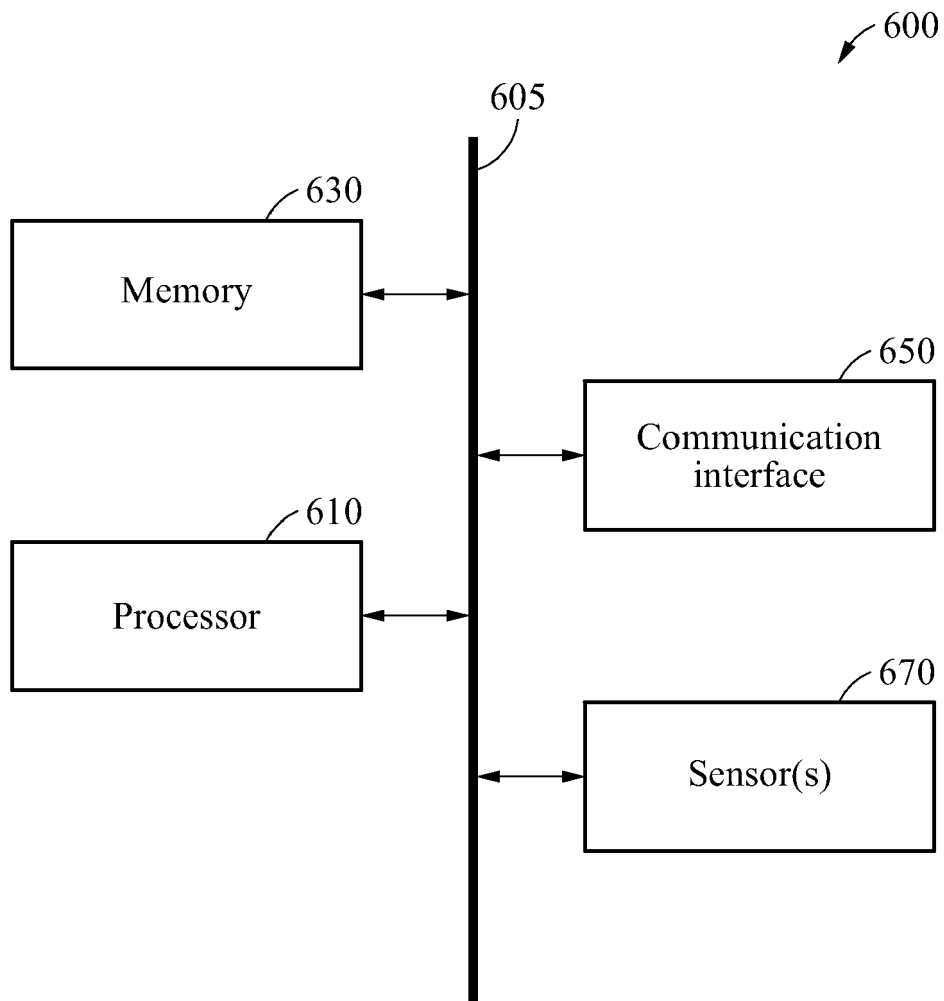 600
605
630
Memory
650
Communication
interface
610
Processor
670
Sensor(s)